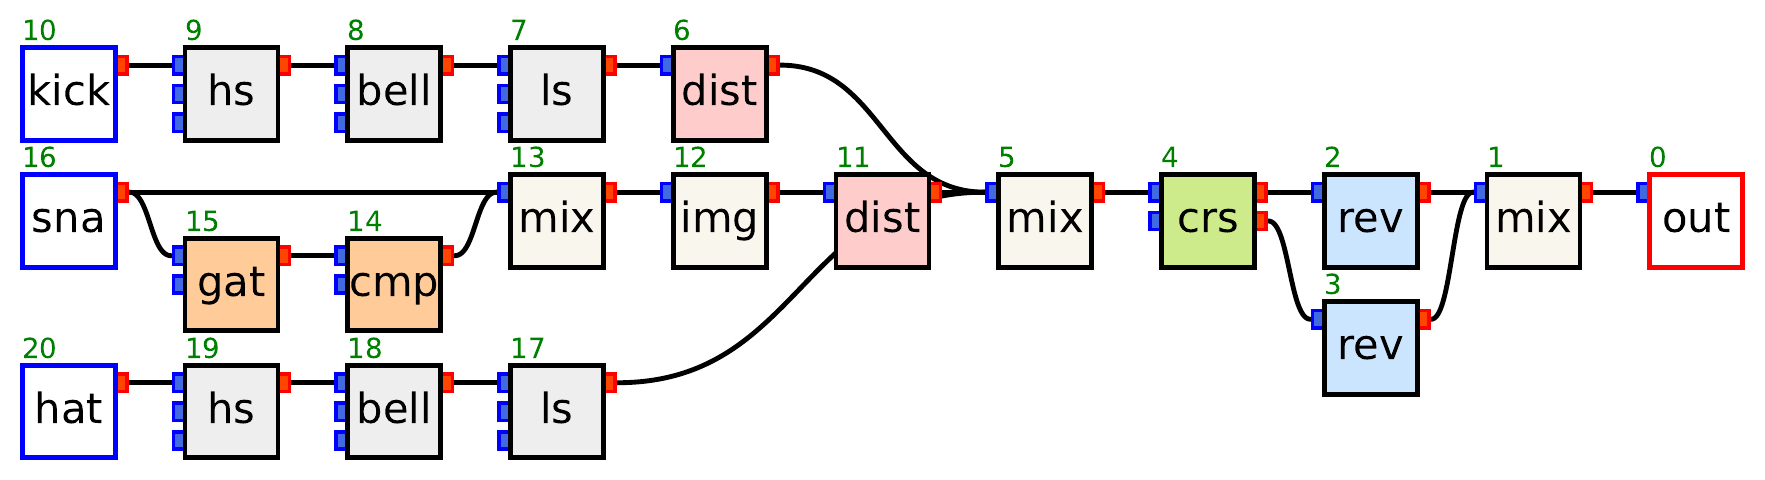 10 9 8 7 6
kick hs bell ls dist
16 13 12 11 5 4 2 1 0
sna mix img dist mix crs rev mix out
15 14
gat cmp
3
rev
20 19 18 17
hat hs bell ls